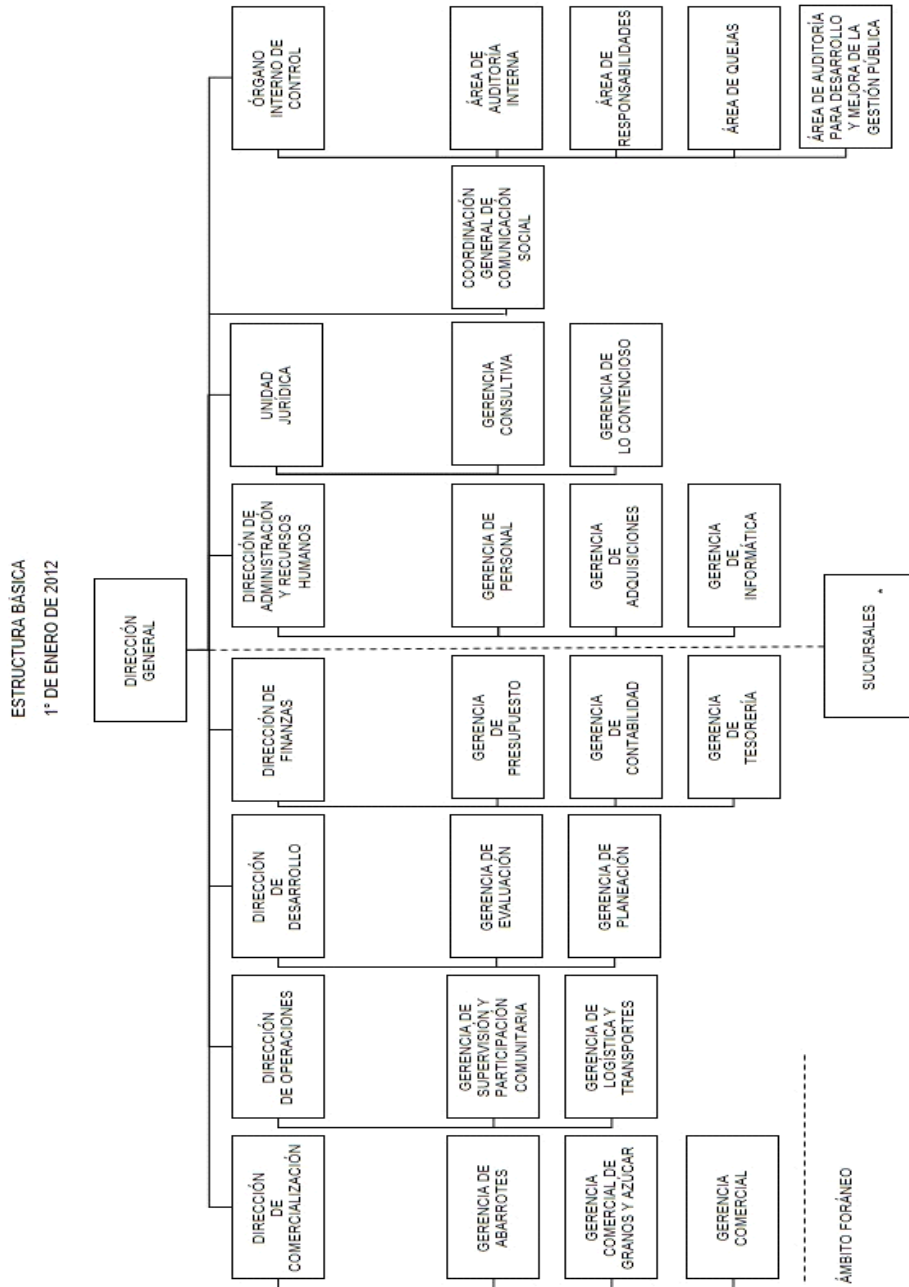 ESTRUCTURA BÁSICA
1° DE ENERO DE 2012
DIRECCIÓN
GENERAL
DIRECCIÓN
DE
COMERCIALIZACIÓN
DIRECCIÓN
DE OPERACIONES
DIRECCIÓN
DE
DESARROLLO
DIRECCIÓN DE
FINANZAS
DIRECCIÓN DE
ADMINISTRACIÓN
Y RECURSOS
HUMANOS
UNIDAD
JURÍDICA
ÓRGANO
INTERNO DE
CONTROL
GERENCIA DE
ABARROTES
GERENCIA DE
SUPERVISIÓN Y
PARTICIPACIÓN
COMUNITARIA
GERENCIA DE
EVALUACIÓN
GERENCIA
DE
PRESUPUESTO
GERENCIA DE
PERSONAL
GERENCIA
CONSULTIVA
COORDINACIÓN
GENERAL DE
COMUNICACIÓN
SOCIAL
ÁREA DE
AUDITORÍA
INTERNA
GERENCIA
COMERCIAL DE
GRANOS Y AZÚCAR
GERENCIA DE
LOGÍSTICA Y
TRANSPORTES
GERENCIA DE
PLANEACIÓN
GERENCIA
DE
CONTABILIDAD
GERENCIA
DE
ADQUISICIONES
GERENCIA DE
LO CONTENCIOSO
ÁREA DE
RESPONSABILIDADES
GERENCIA
COMERCIAL
GERENCIA
DE
TESORERÍA
GERENCIA
DE
INFORMÁTICA
ÁREA DE QUEJAS
ÁREA DE AUDITORÍA
PARA DESARROLLO
Y MEJORA DE LA
GESTIÓN PÚBLICA
ÁMBITO FORÁNEO
SUCURSALES *